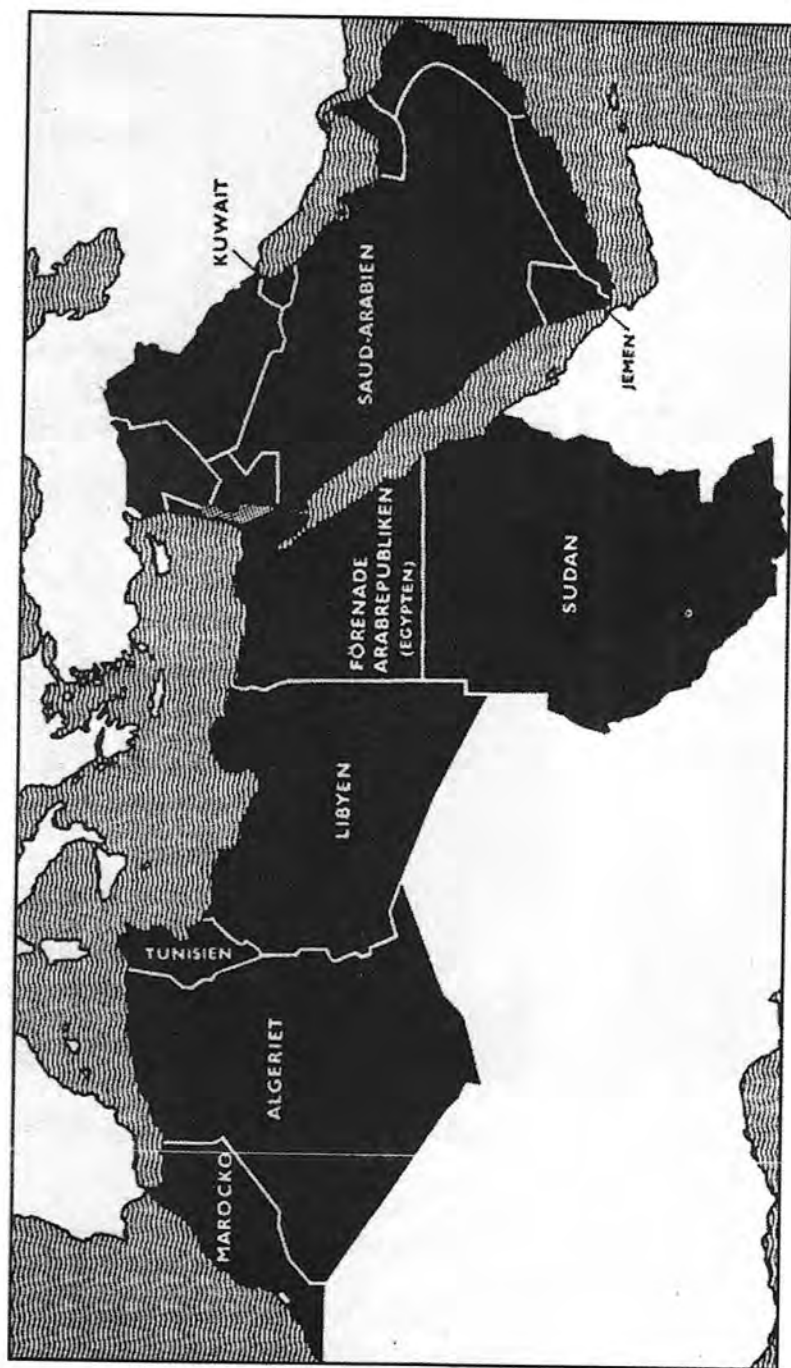 MAROCKO
ALGERIET
TUNISIEN
LIBYEN
FÖRENADE
ARABREPUBLIKEN
(EGYPTEN)
SUDAN
SAUD-ARABIEN
KUWAIT
JEMEN